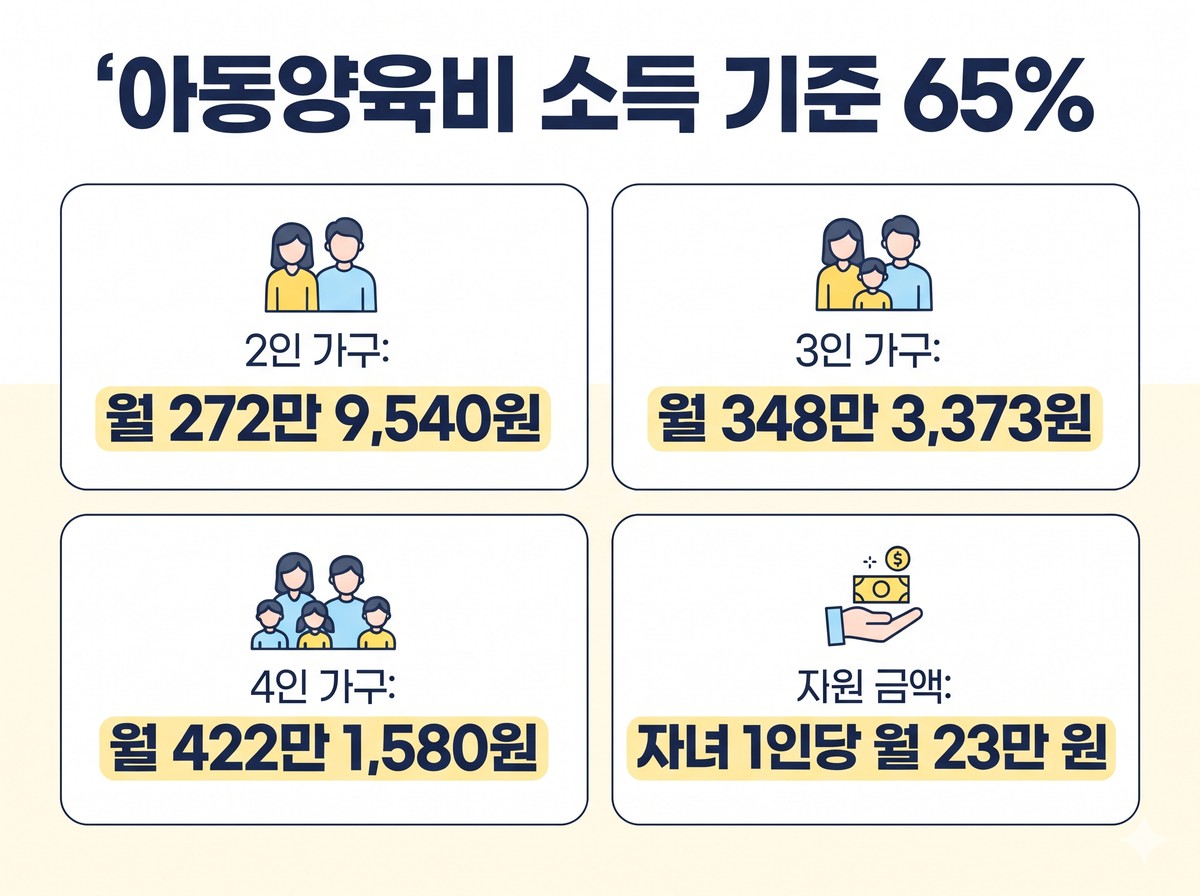 ‘아동양육비 소득 기준 65%
2인 가구:
월 272만 9,540원
3인 가구:
월 348만 3,373원
4인 가구:
월 422만 1,580원
$
자원 금액:
자녀 1인당 월 23만 원